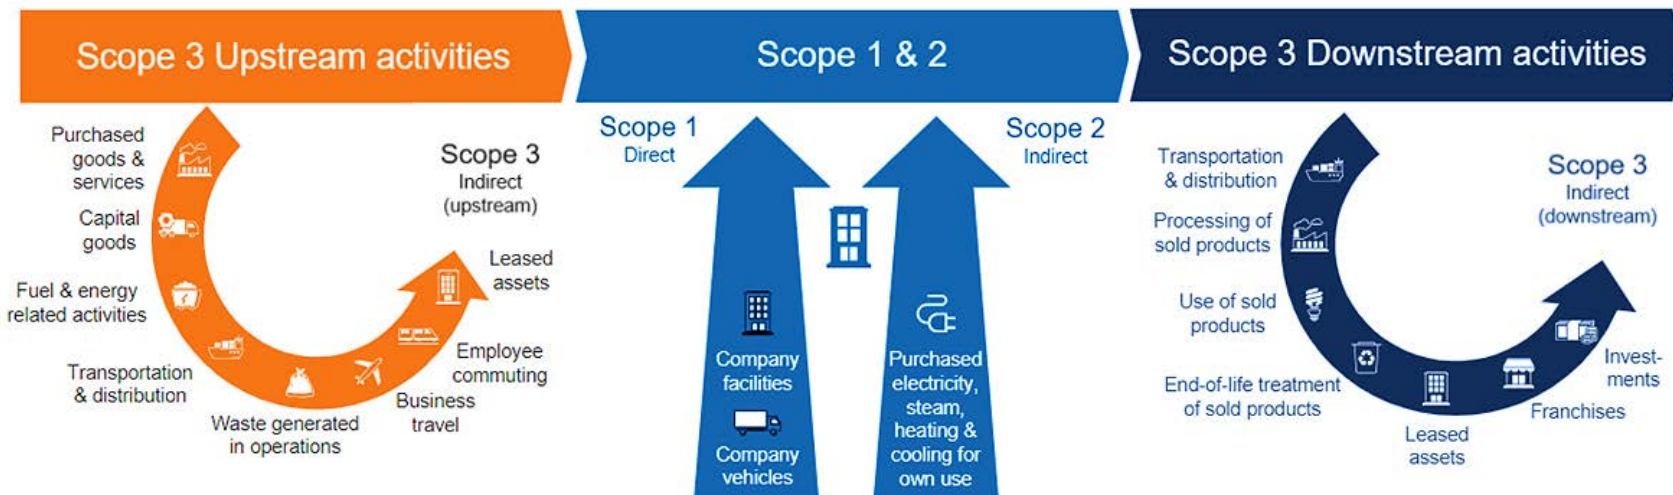 Scope 3 Upstream activities
Scope 1 & 2
Scope 3 Downstream activities
Purchased
goods &
services
Capital
goods
Fuel & energy
related activities
Transportation
& distribution
Waste generated
in operations
Business
travel
Employee
commuting
Leased
assets
Scope 3
Indirect
(upstream)
Scope 1
Direct
Company
facilities
Company
vehicles
Scope 2
Indirect
Purchased
electricity,
steam,
heating &
cooling for
own use
Transportation
& distribution
Processing of
sold products
Use of sold
products
End-of-life treatment
of sold products
Leased
assets
Franchises
Invest-
ments
Scope 3
Indirect
(downstream)